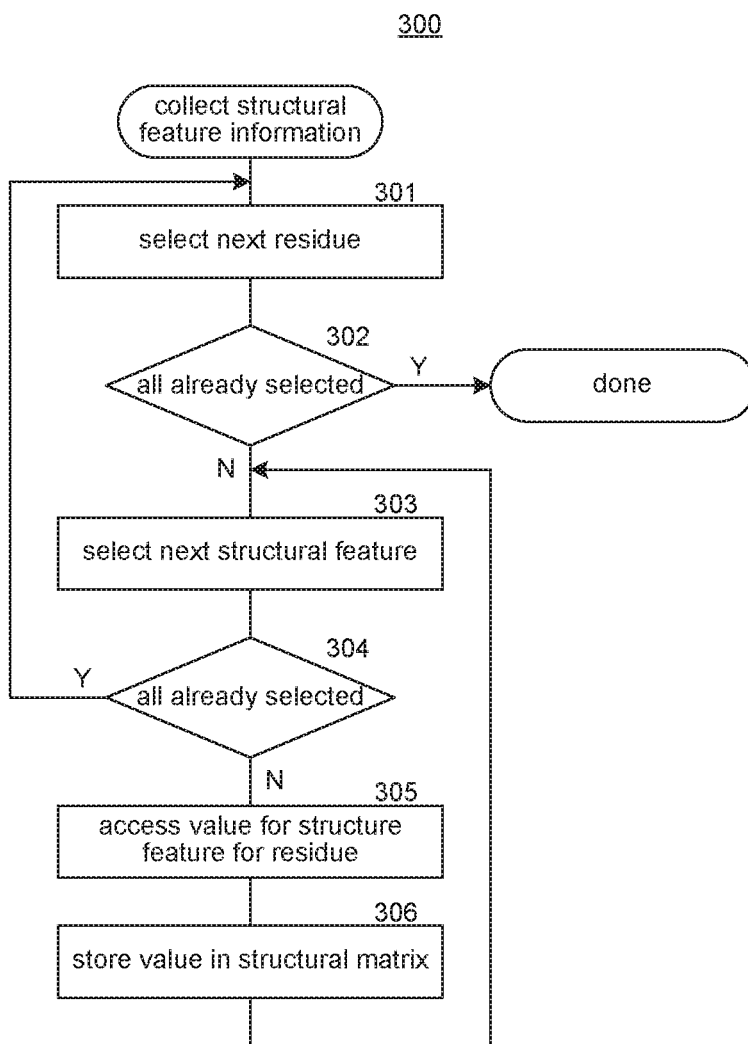 300
collect structural
feature information
301
select next residue
302
all already selected
Y
done
N
303
select next structural feature
304
Y
all already selected
N
305
access value for structure
feature for residue
306
store value in structural matrix